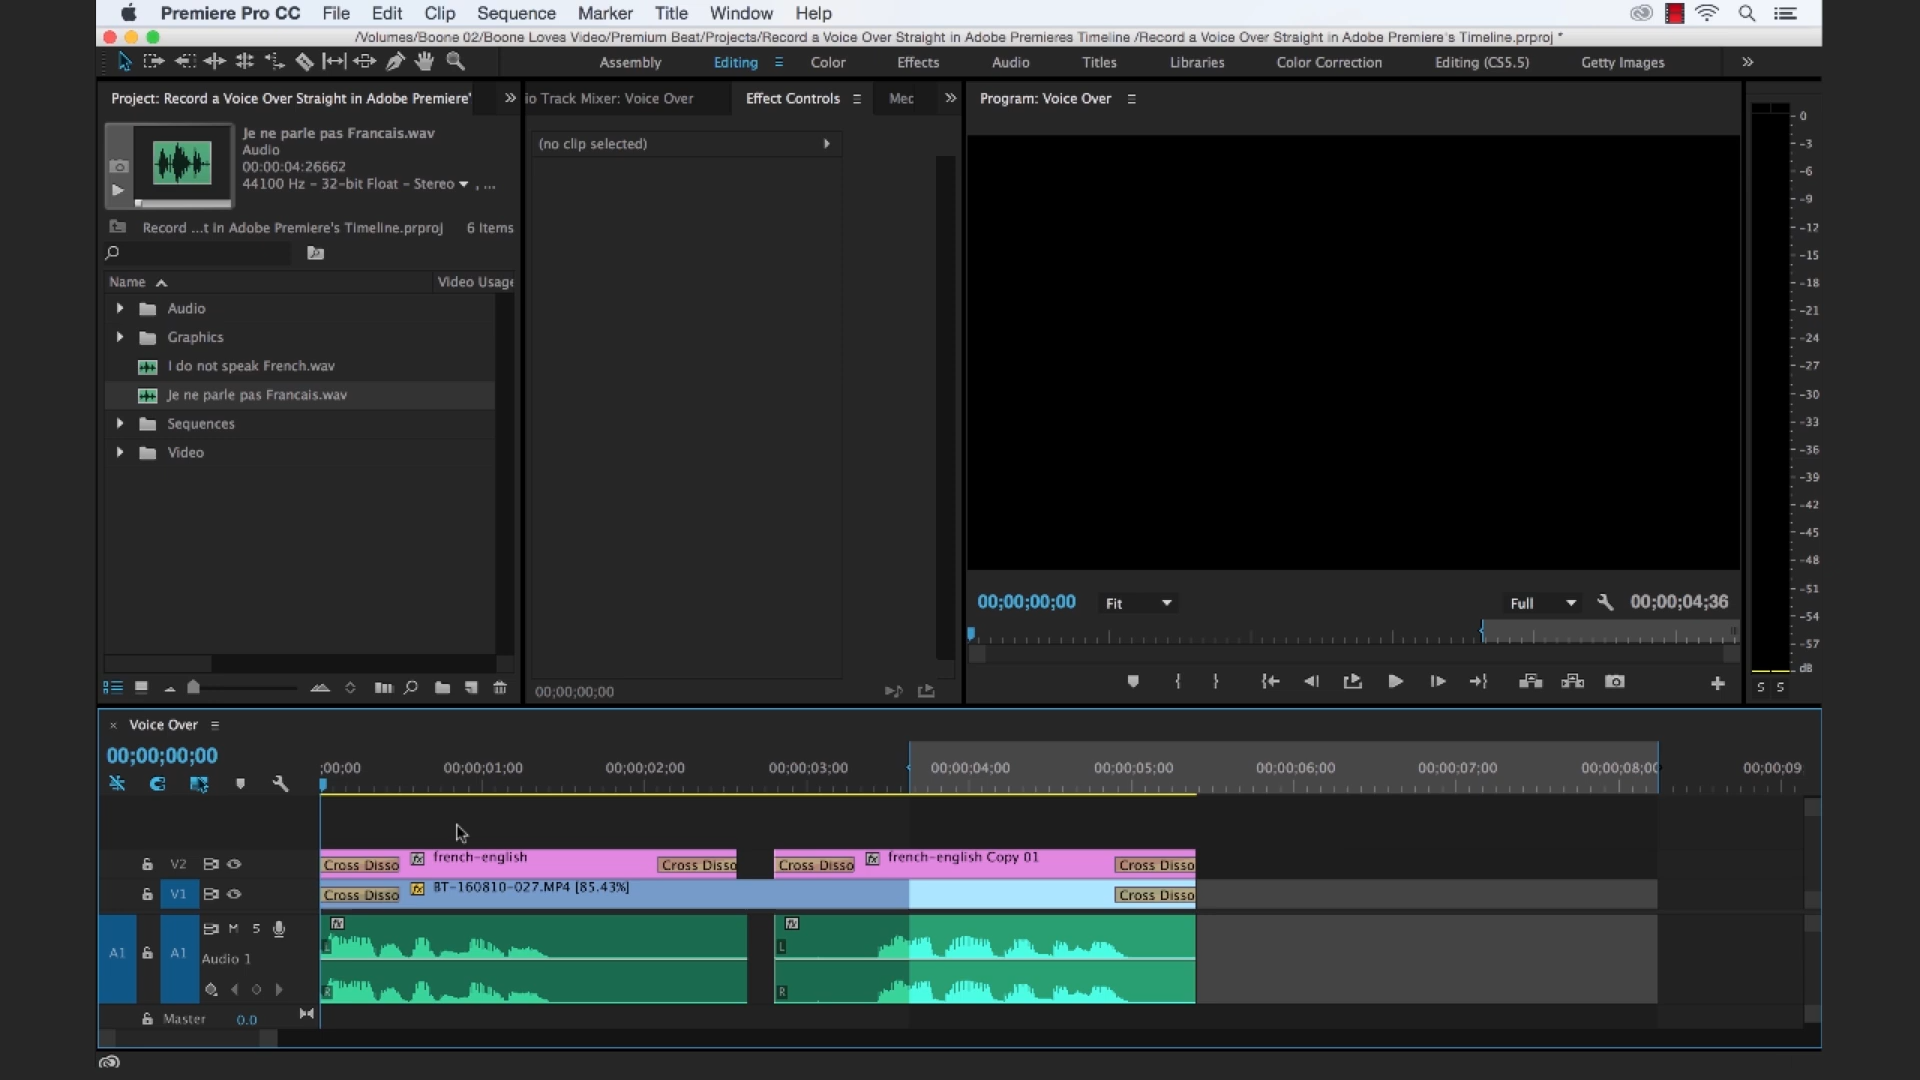 Premiere Pro CC File Edit Clip Sequence Marker Title Window Help
/Volumes/Boone 02/Boone Loves Video/Premium Beat/Projects/Record a Voice Over Straight in Adobe Premieres Timeline /Record a Voice Over Straight in Adobe Premiere's Timeline.prproj *
Assembly Editing Color Effects Audio Titles Libraries Color Correction Editing (CS5.5) Getty Images
Project: Record a Voice Over Straight in Adobe Premiere' io Track Mixer: Voice Over Effect Controls Med Program: Voice Over
Je ne parle pas Francais.wav
Audio
00:00:04:26662
44100 Hz - 32-bit Float - Stereo , ...
(no clip selected)
Record ...t in Adobe Premiere's Timeline.prproj 6 Items
Name Video Usage
Audio
Graphics
I do not speak French.wav
Je ne parle pas Francais.wav
Sequences
Video
0
-3
-6
-9
-12
-15
-18
-21
-24
-27
-30
-33
-36
-39
-42
-45
-48
-51
-54
-57
dB
S S
00;00;00;00 Fit Full 00;00;04;36
00;00;00;00
Voice Over
00;00;00;00
;00;00 00;00;01;00 00;00;02;00 00;00;03;00 00;00;04;00 00;00;05;00 00;00;06;00 00;00;07;00 00;00;08;00 00;00;09
V2 Cross Disso fx french-english Cross Disso Cross Disso fx french-english Copy 01 Cross Disso
V1 Cross Disso fx BT-160810-027.MP4 [85.43%] Cross Disso
A1 A1 M S fx fx
L L
Audio 1
R R
Master 0.0